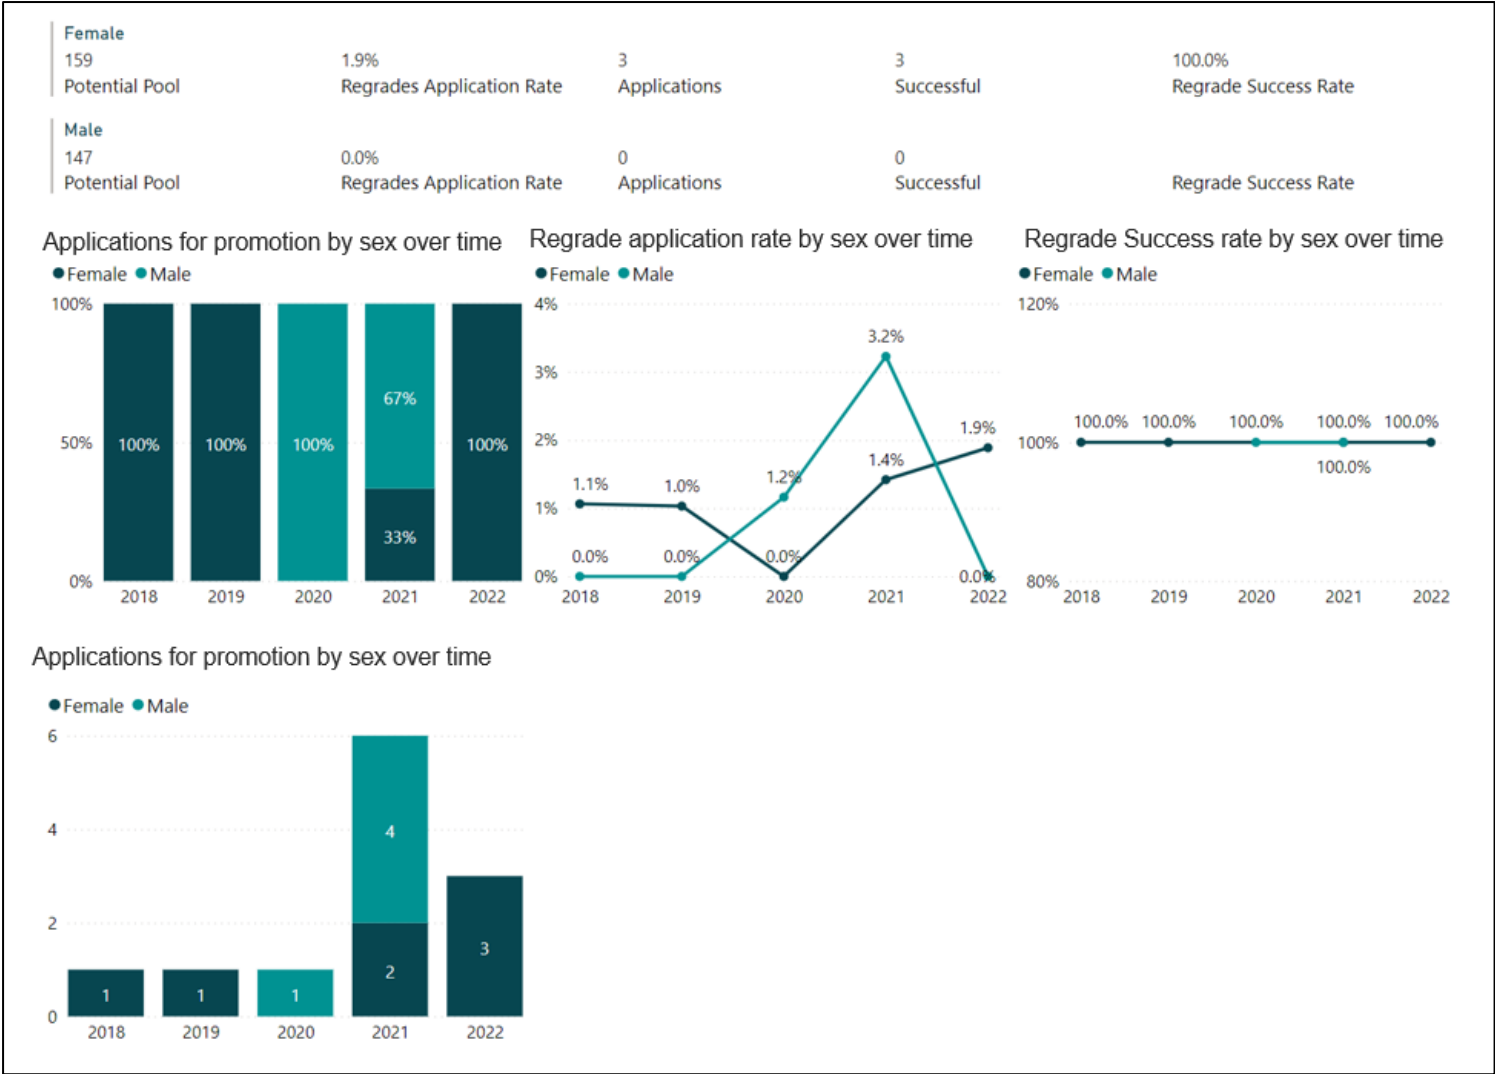 Female
159 1.9% 3 3 100.0%
Potential Pool Regrades Application Rate Applications Successful Regrade Success Rate
Male
147 0.0% 0 0
Potential Pool Regrades Application Rate Applications Successful Regrade Success Rate
Applications for promotion by sex over time
Female Male
100%
50%
0%
100% 100% 100% 67% 33% 100%
2018 2019 2020 2021 2022
Regrade application rate by sex over time
Female Male
4%
3%
2%
1%
0%
3.2%
1.9%
1.4%
1.1% 1.0% 1.2%
0.0% 0.0% 0.0% 0.0%
2018 2019 2020 2021 2022
Regrade Success rate by sex over time
Female Male
120%
100%
80%
100.0% 100.0% 100.0% 100.0% 100.0%
100.0%
2018 2019 2020 2021 2022
Applications for promotion by sex over time
Female Male
6
4
2
0
1 1 1 4 2 3
2018 2019 2020 2021 2022